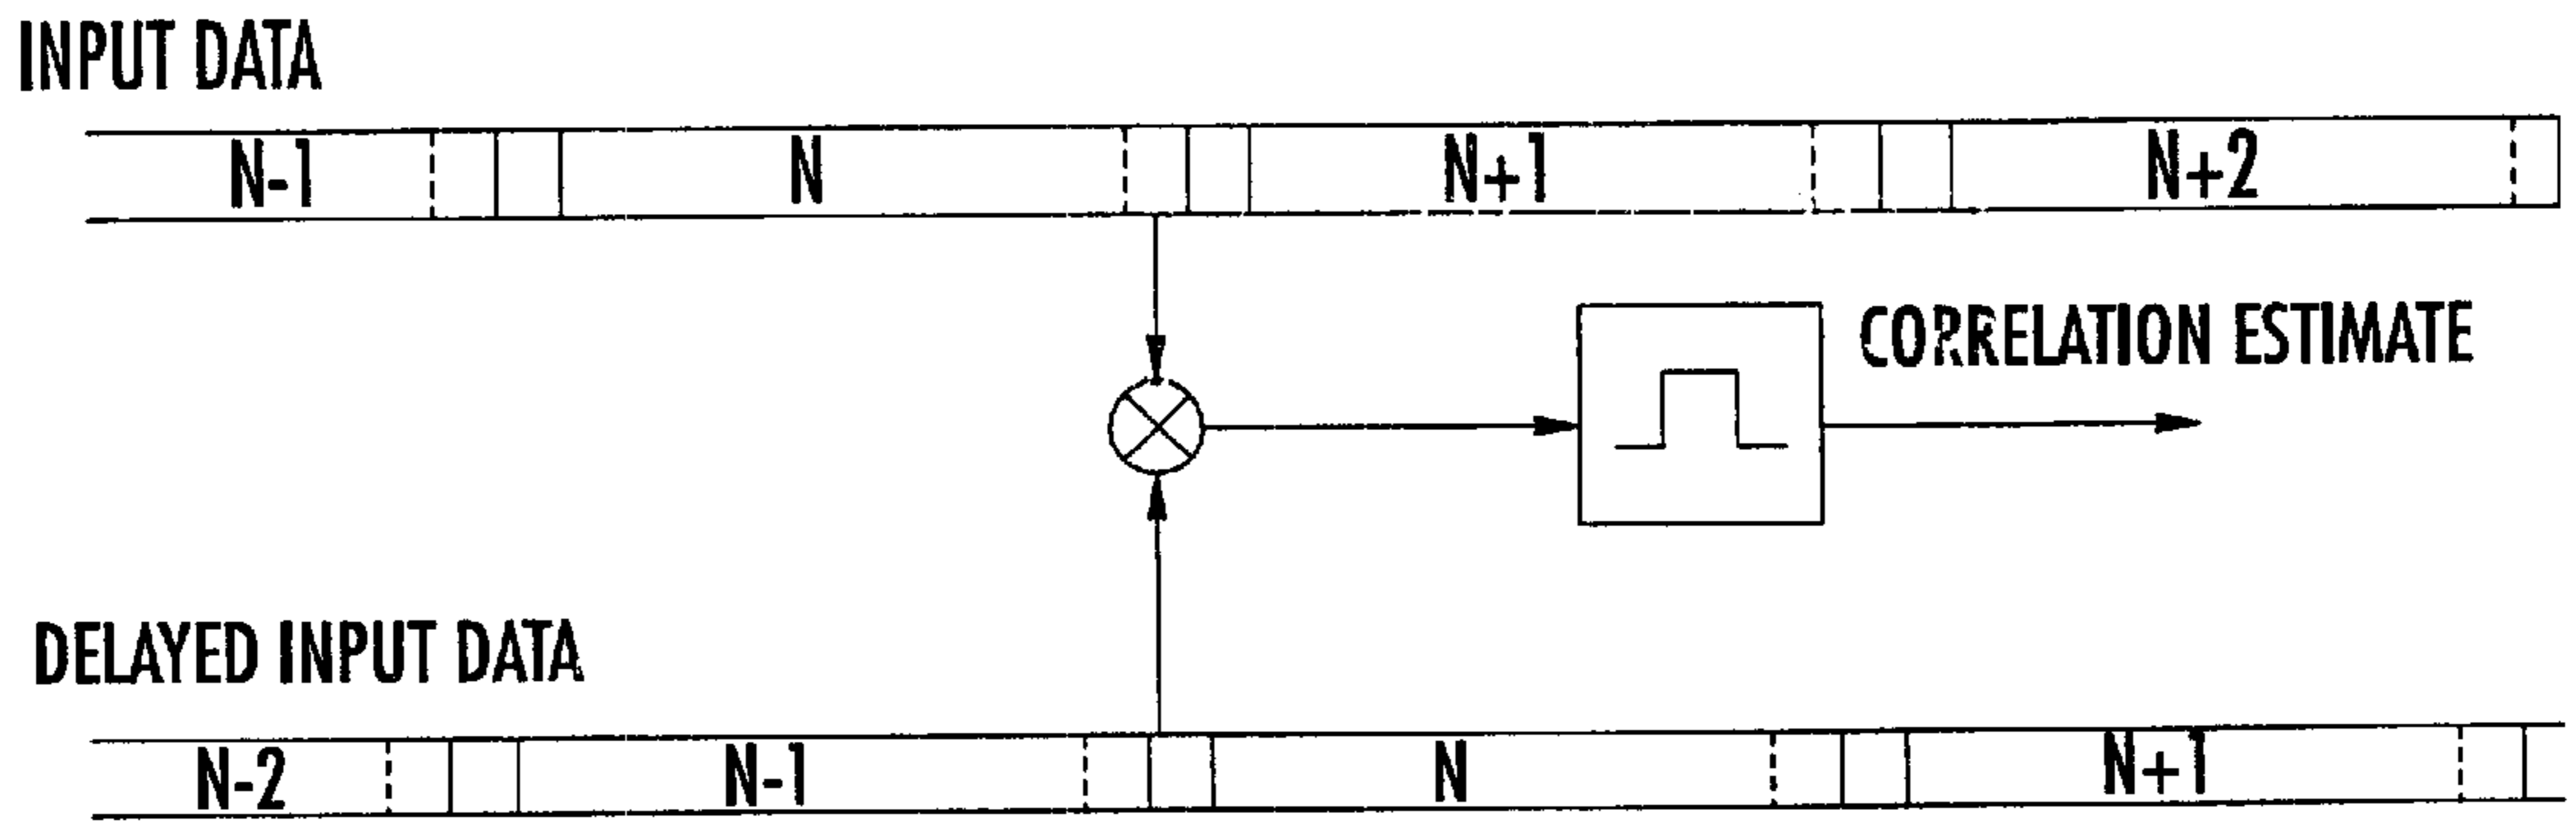 INPUT DATA
N-1 N N+1 N+2
CORRELATION ESTIMATE
DELAYED INPUT DATA
N-2 N-1 N N+1